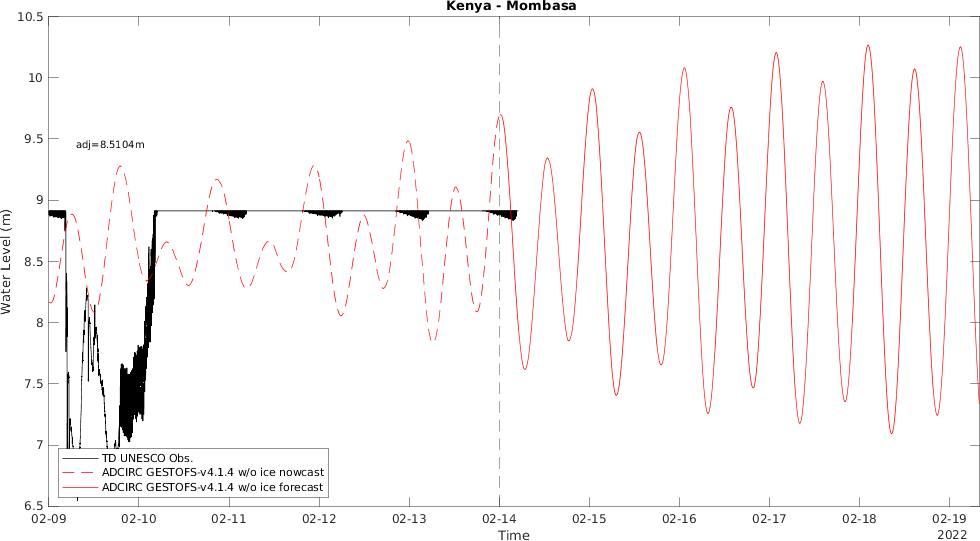 Kenya - Mombasa
10.5
10
9.5
9
8.5
8
7.5
7
6.5
Water Level (m)
adj=8.5104m
TD UNESCO Obs.
ADCIRC GESTOFS-v4.1.4 w/o ice nowcast
ADCIRC GESTOFS-v4.1.4 w/o ice forecast
02-09 02-10 02-11 02-12 02-13 02-14 02-15 02-16 02-17 02-18 02-19
Time
2022